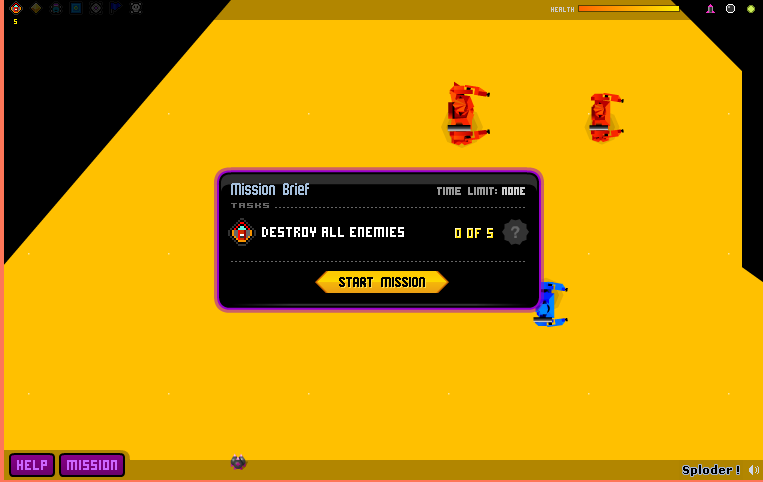 5
HEALTH
Mission Brief
TIME LIMIT: NONE
TASKS
DESTROY ALL ENEMIES
0 OF 5
?
START MISSION
HELP
MISSION
Sploder !